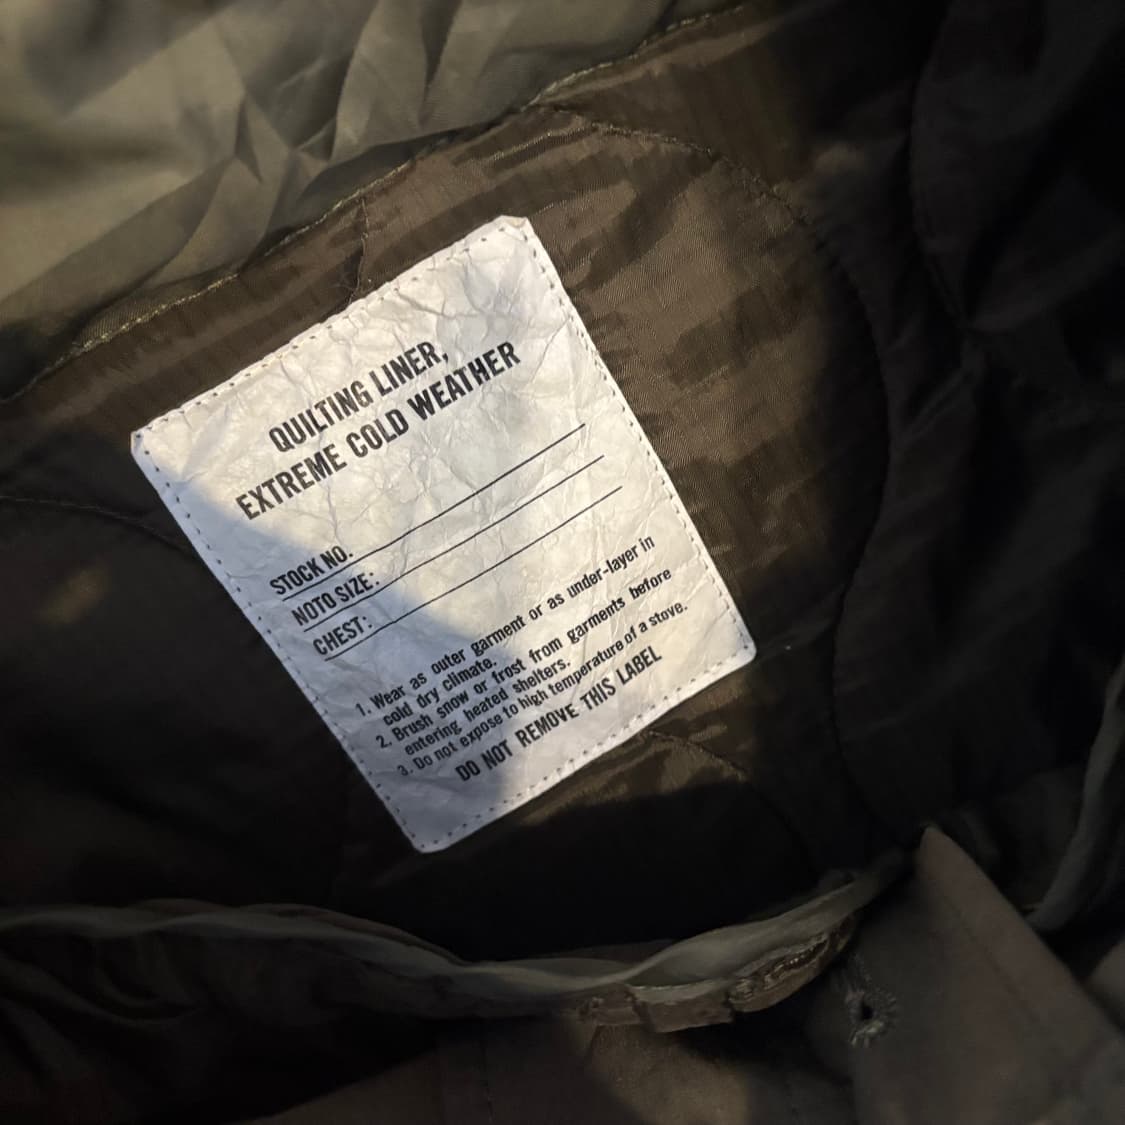 QUILTING LINER,
EXTREME COLD WEATHER
STOCK NO.
NOTO SIZE:
CHEST:
1. Wear as outer garment or as under-layer in
cold dry climate.
2. Brush snow or frost from garments before
entering heated shelters.
3. Do not expose to high temperature of a stove.
DO NOT REMOVE THIS LABEL